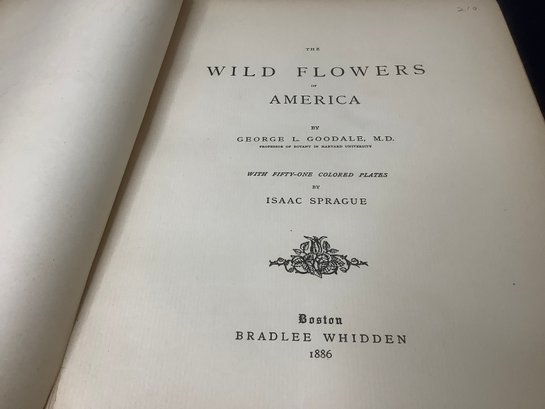 210
THE
WILD FLOWERS
OF
AMERICA
BY
GEORGE L. GOODALE, M.D.
PROFESSOR OF BOTANY IN HARVARD UNIVERSITY
WITH FIFTY-ONE COLORED PLATES
BY
ISAAC SPRAGUE
Boston
BRADLEE WHIDDEN
1886